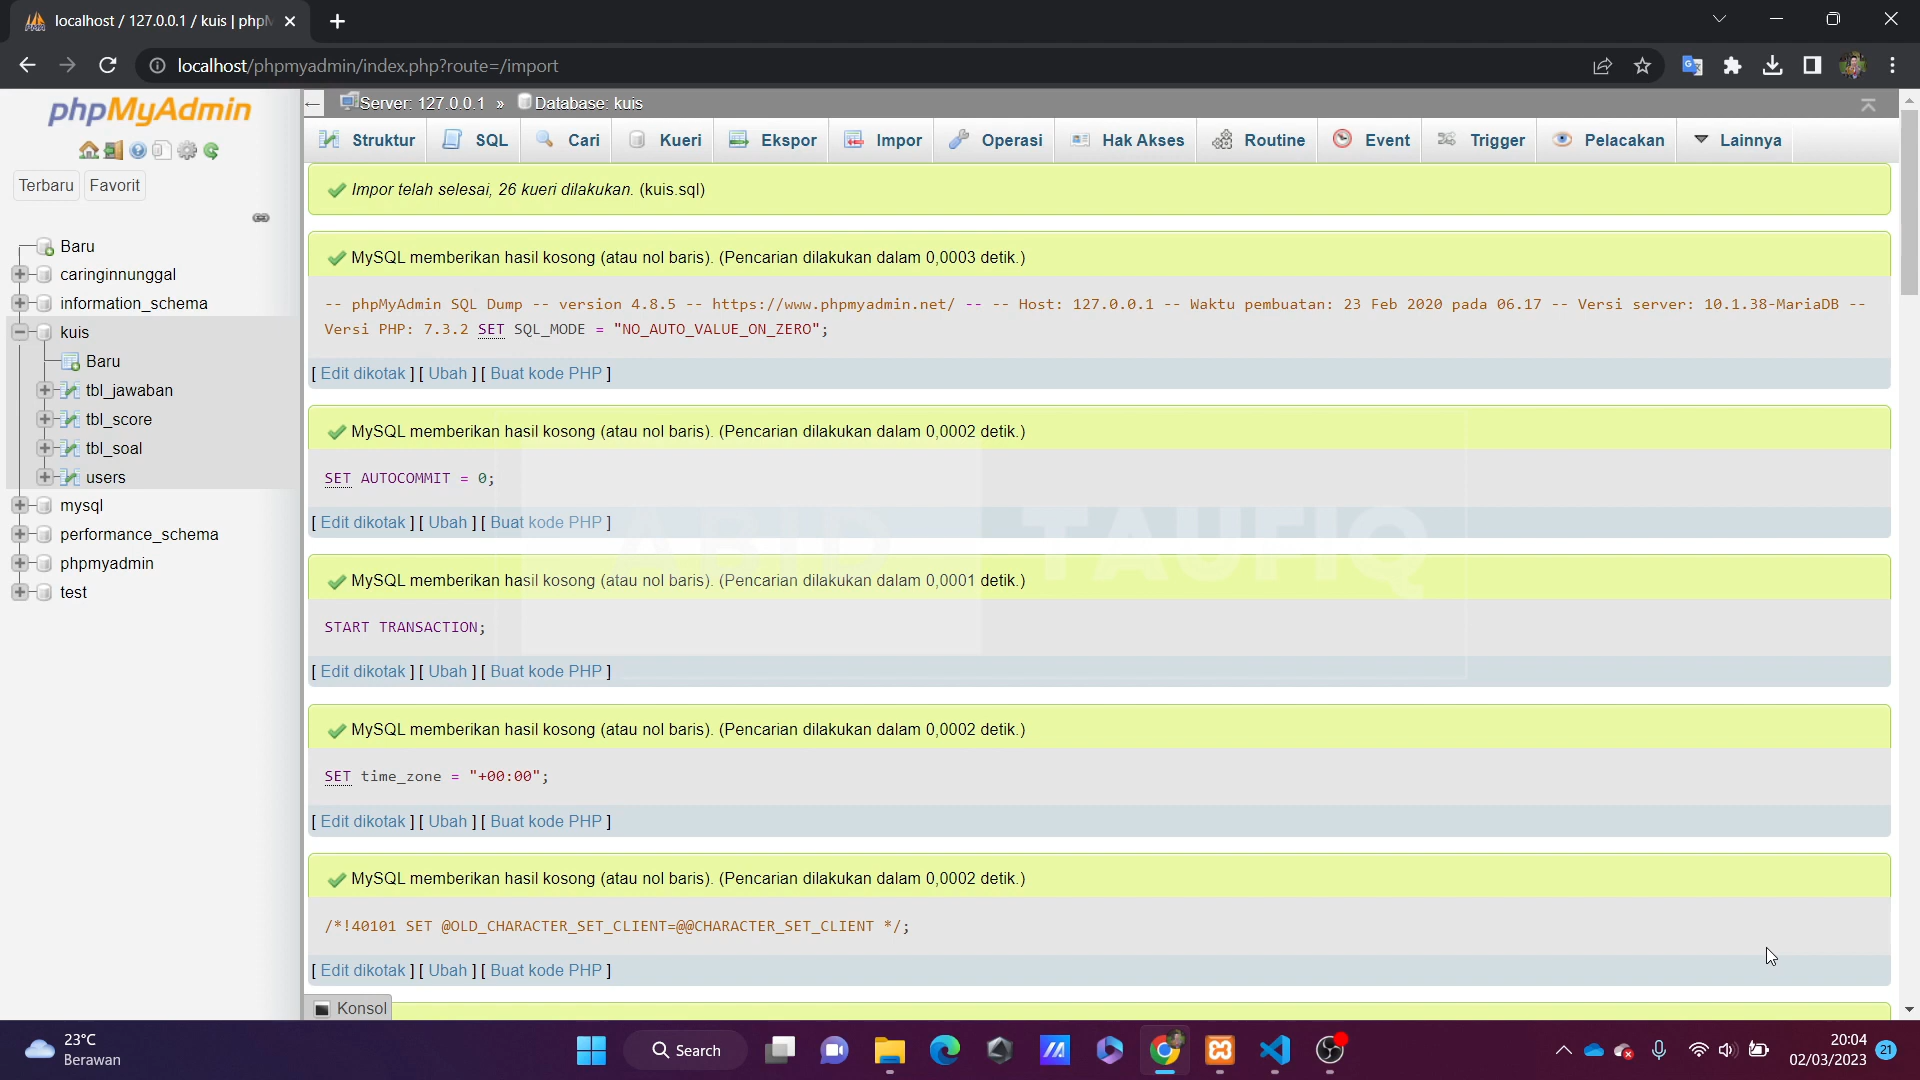 localhost / 127.0.0.1 / kuis | phpM
localhost/phpmyadmin/index.php?route=/import
phpMyAdmin
Terbaru Favorit
Baru
caringinnunggal
information_schema
kuis
Baru
tbl_jawaban
tbl_score
tbl_soal
users
mysql
performance_schema
phpmyadmin
test
Server: 127.0.0.1 » Database: kuis
Struktur SQL Cari Kueri Ekspor Impor Operasi Hak Akses Routine Event Trigger Pelacakan Lainnya
Impor telah selesai, 26 kueri dilakukan. (kuis.sql)
MySQL memberikan hasil kosong (atau nol baris). (Pencarian dilakukan dalam 0,0003 detik.)
-- phpMyAdmin SQL Dump -- version 4.8.5 -- https://www.phpmyadmin.net/ -- -- Host: 127.0.0.1 -- Waktu pembuatan: 23 Feb 2020 pada 06.17 -- Versi server: 10.1.38-MariaDB --
Versi PHP: 7.3.2 SET SQL_MODE = "NO_AUTO_VALUE_ON_ZERO";
[ Edit dikotak ] [ Ubah ] [ Buat kode PHP ]
MySQL memberikan hasil kosong (atau nol baris). (Pencarian dilakukan dalam 0,0002 detik.)
SET AUTOCOMMIT = 0;
[ Edit dikotak ] [ Ubah ] [ Buat kode PHP ]
TAUFIQ
MySQL memberikan hasil kosong (atau nol baris). (Pencarian dilakukan dalam 0,0001 detik.)
START TRANSACTION;
[ Edit dikotak ] [ Ubah ] [ Buat kode PHP ]
MySQL memberikan hasil kosong (atau nol baris). (Pencarian dilakukan dalam 0,0002 detik.)
SET time_zone = "+00:00";
[ Edit dikotak ] [ Ubah ] [ Buat kode PHP ]
MySQL memberikan hasil kosong (atau nol baris). (Pencarian dilakukan dalam 0,0002 detik.)
/*!40101 SET @OLD_CHARACTER_SET_CLIENT=@@CHARACTER_SET_CLIENT */;
[ Edit dikotak ] [ Ubah ] [ Buat kode PHP ]
Konsol
23°C
Berawan
Search
20:04
02/03/2023
21